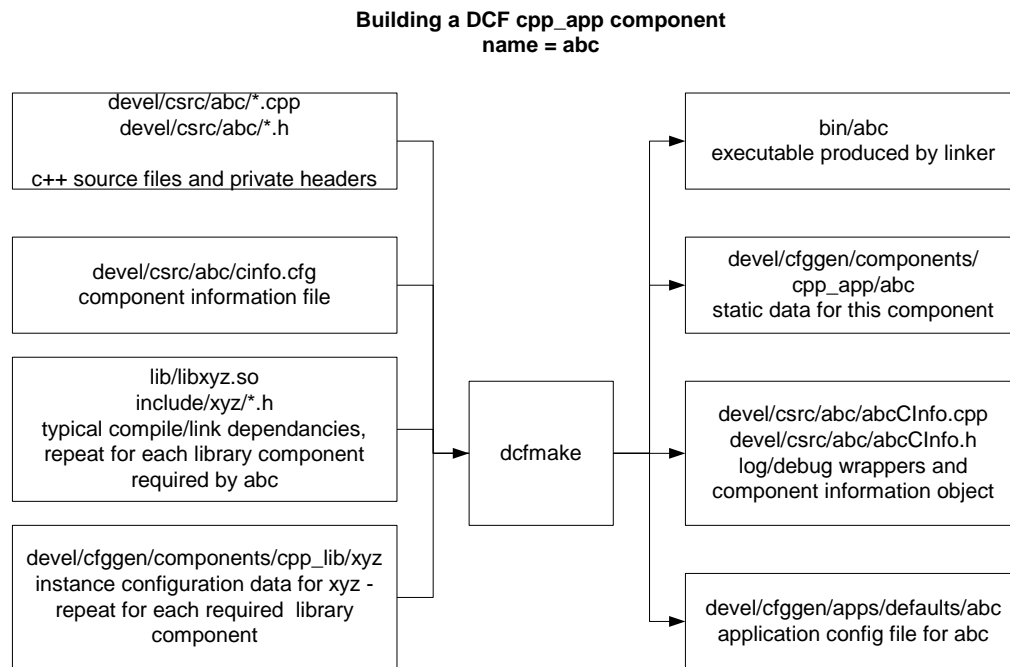 Building a DCF cpp_app component
name = abc
devel/csrc/abc/*.cpp
devel/csrc/abc/*.h
c++ source files and private headers
devel/csrc/abc/cinfo.cfg
component information file
lib/libxyz.so
include/xyz/*.h
typical compile/link dependancies,
repeat for each library component
required by abc
devel/cfggen/components/cpp_lib/xyz
instance configuration data for xyz -
repeat for each required library
component
dcfmake
bin/abc
executable produced by linker
devel/cfggen/components/
cpp_app/abc
static data for this component
devel/csrc/abc/abcCInfo.cpp
devel/csrc/abc/abcCInfo.h
log/debug wrappers and
component information object
devel/cfggen/apps/defaults/abc
application config file for abc